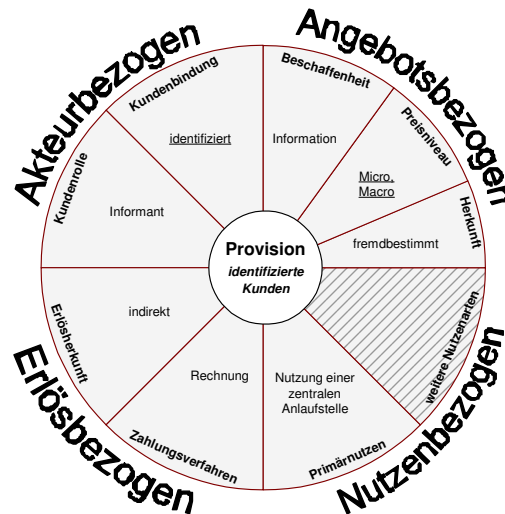 Akteurbezogen
Angebotsbezogen
Kundenbindung
identifiziert
Beschaffenheit
Information
Preisniveau
Micro,
Macro
Kundenrolle
Informant
Herkunft
fremdbestimmt
Provision
identifizierte
Kunden
Erlösherkunft
indirekt
weitere Nutzenarten
Zahlungsverfahren
Rechnung
Nutzung einer
zentralen
Anlaufstelle
Primärnutzen
Erlösbezogen
Nutzenbezogen